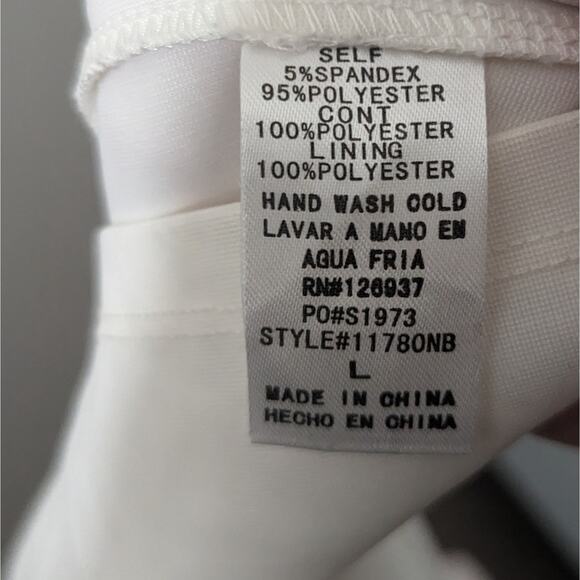 SELF
5%SPANDEX
95%POLYESTER
CONT
100%POLYESTER
LINING
100%POLYESTER
HAND WASH COLD
LAVAR A MANO EN
AGUA FRIA
RN#126937
PO#S1973
STYLE#11780NB
L
MADE IN CHINA
HECHO EN CHINA